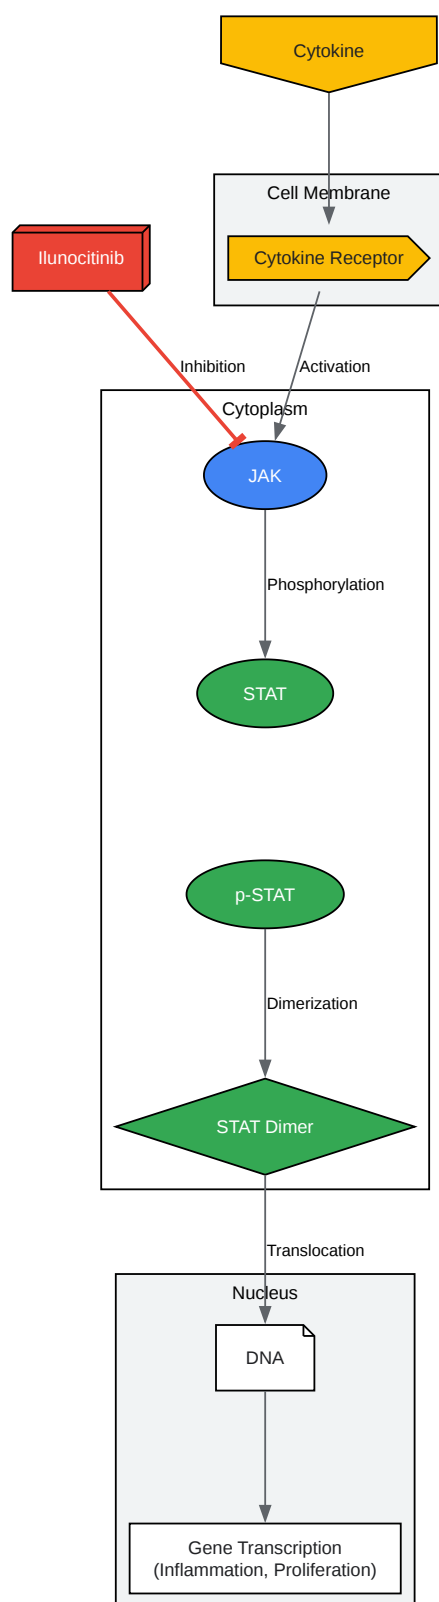 Cytokine
Cell Membrane
Ilunocitinib
Cytokine Receptor
Inhibition
Activation
Cytoplasm
JAK
Phosphorylation
STAT
p-STAT
Dimerization
STAT Dimer
Translocation
Nucleus
DNA
Gene Transcription
(Inflammation, Proliferation)